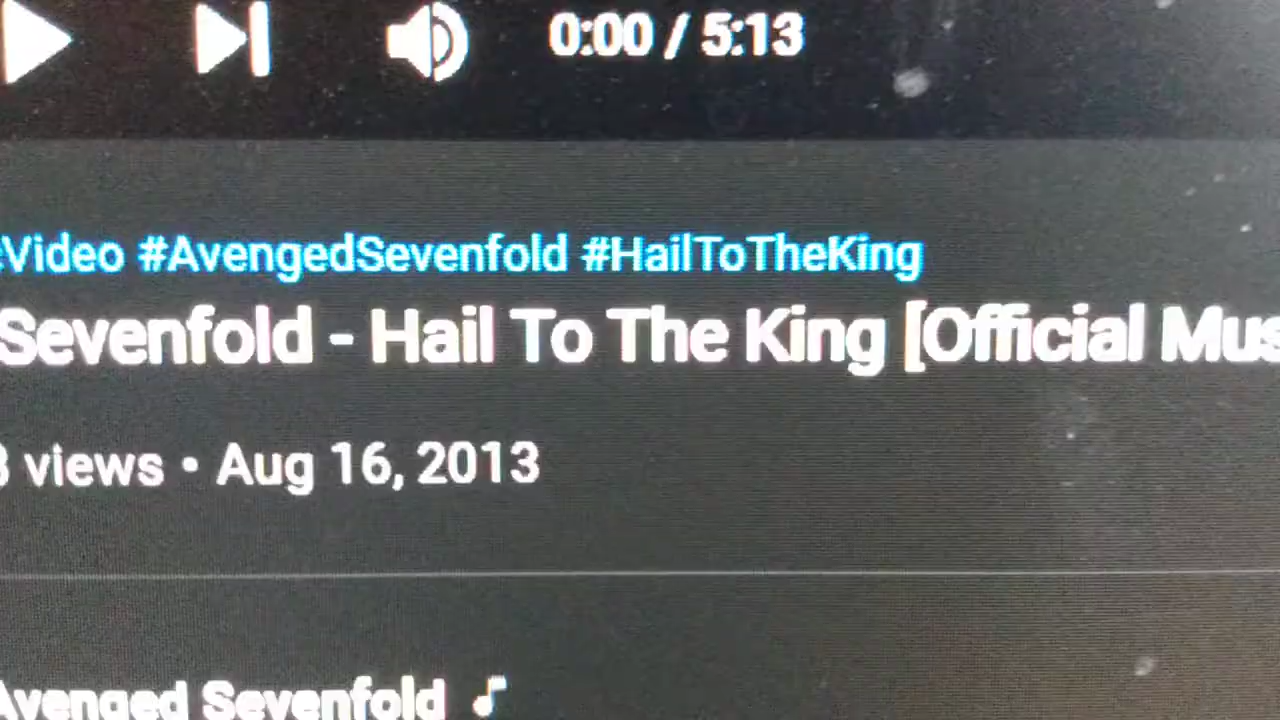 0:00 / 5:13
Video #AvengedSevenfold #HailToTheKing
Sevenfold - Hail To The King [Official Mus
views • Aug 16, 2013
Avenged Sevenfold ♪